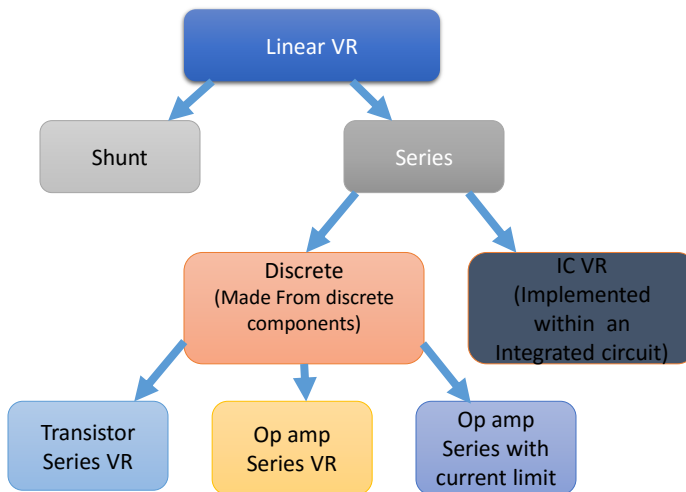 Linear VR
Shunt
Series
Discrete
(Made From discrete
components)
IC VR
(Implemented
within an
Integrated circuit)
Transistor
Series VR
Op amp
Series VR
Op amp
Series with
current limit